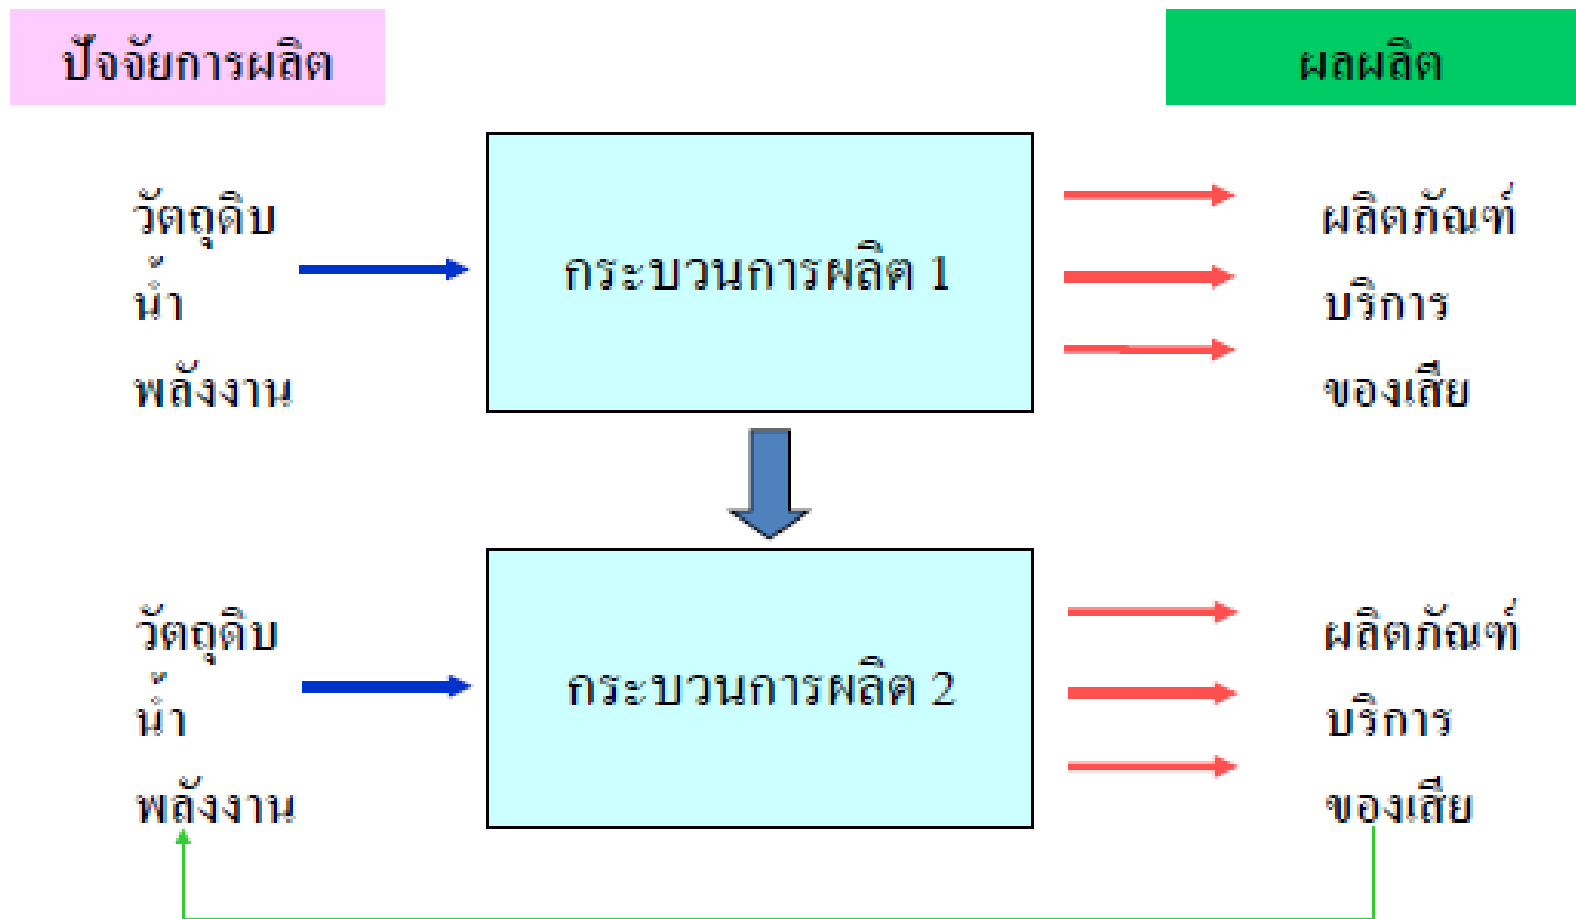 ปัจจัยการผลิต
ผลผลิต
วัตถุดิบ
น้ำ
พลังงาน
กระบวนการผลิต 1
ผลิตภัณฑ์
บริการ
ของเสีย
วัตถุดิบ
น้ำ
พลังงาน
กระบวนการผลิต 2
ผลิตภัณฑ์
บริการ
ของเสีย